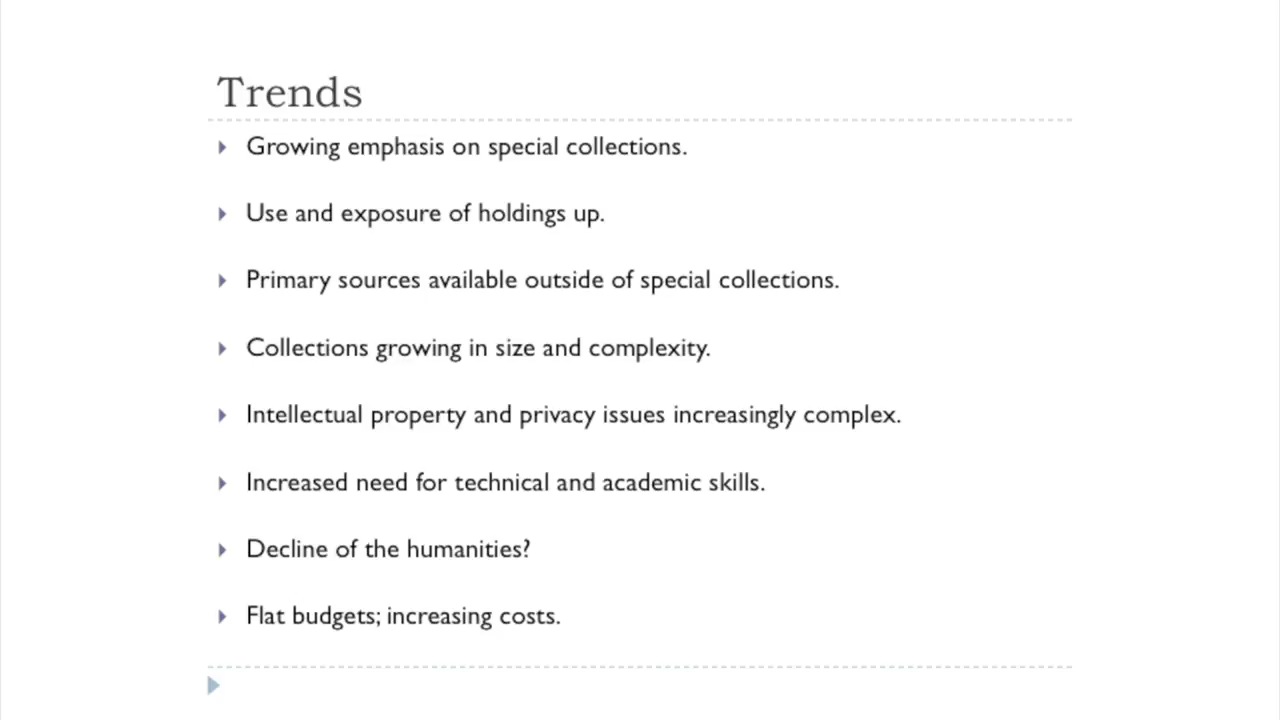 Trends
Growing emphasis on special collections.
Use and exposure of holdings up.
Primary sources available outside of special collections.
Collections growing in size and complexity.
Intellectual property and privacy issues increasingly complex.
Increased need for technical and academic skills.
Decline of the humanities?
Flat budgets; increasing costs.